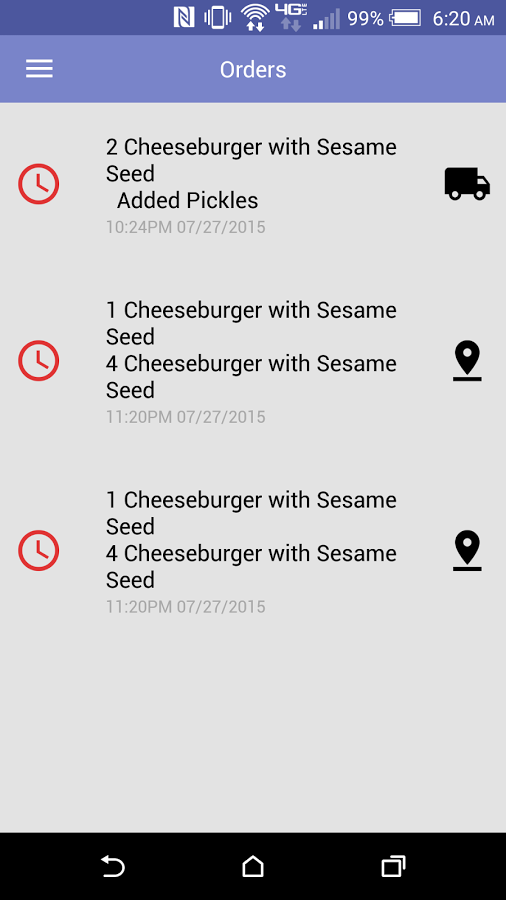 4G LTE 99% 6:20 AM
Orders
2 Cheeseburger with Sesame
Seed
Added Pickles
10:24PM 07/27/2015
1 Cheeseburger with Sesame
Seed
4 Cheeseburger with Sesame
Seed
11:20PM 07/27/2015
1 Cheeseburger with Sesame
Seed
4 Cheeseburger with Sesame
Seed
11:20PM 07/27/2015